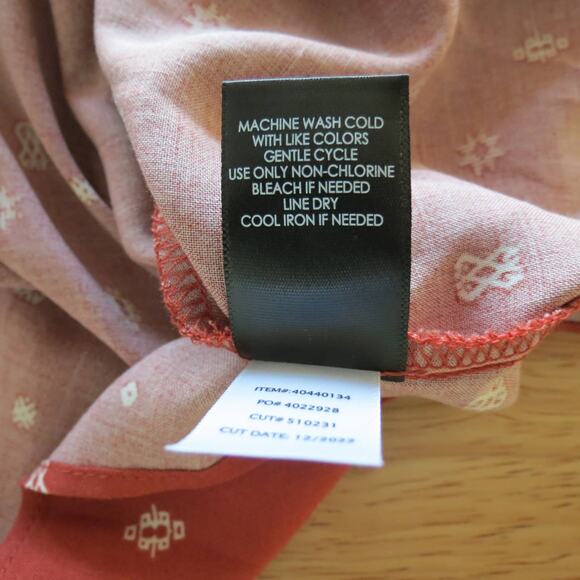 MACHINE WASH COLD
WITH LIKE COLORS
GENTLE CYCLE
USE ONLY NON-CHLORINE
BLEACH IF NEEDED
LINE DRY
COOL IRON IF NEEDED
ITEM#:40440134
PO# 4022928
CUT# 510231
CUT DATE: 12/2022